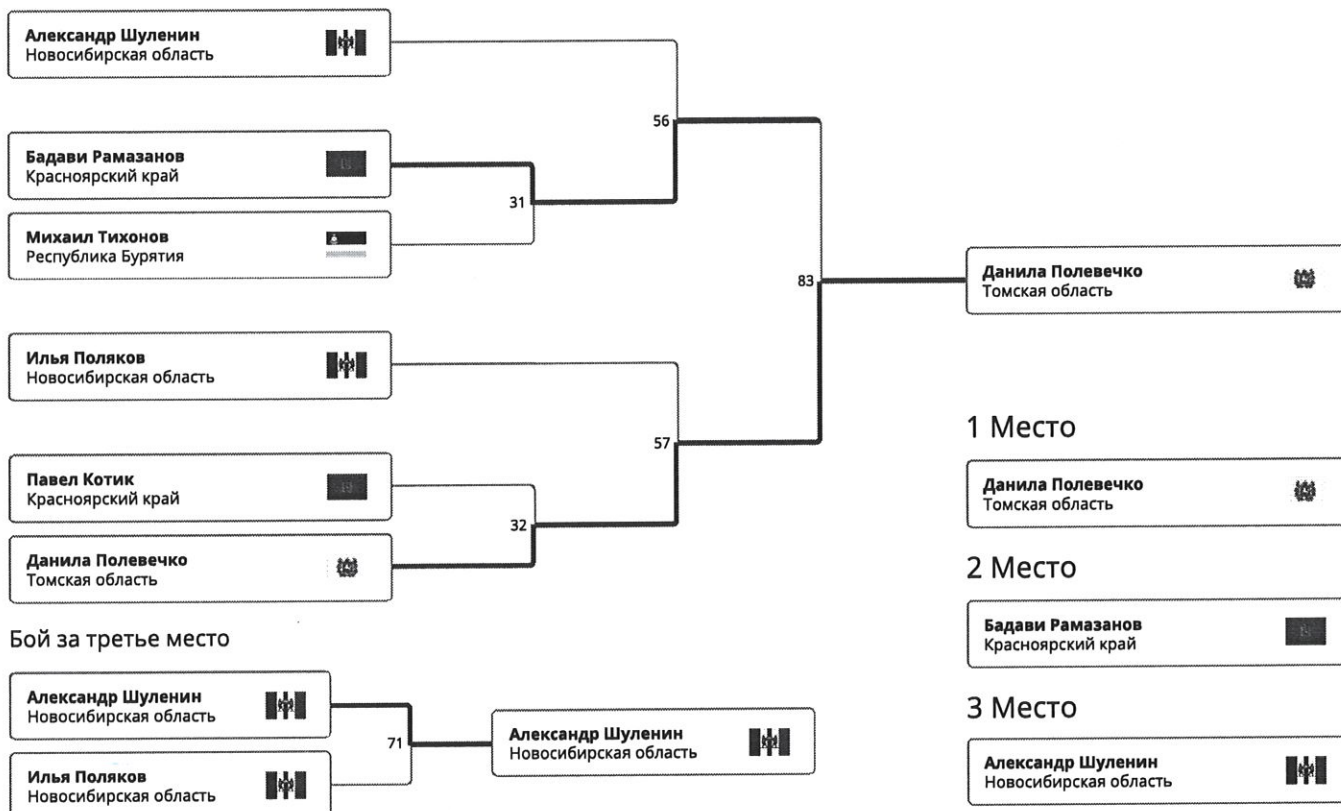 Александр Шуленин
Новосибирская область
56
Бадави Рамазанов
Красноярский край
31
Михаил Тихонов
Республика Бурятия
83
Данила Полевечко
Томская область
Илья Поляков
Новосибирская область
57
Павел Котик
Красноярский край
32
Данила Полевечко
Томская область
Бой за третье место
Александр Шуленин
Новосибирская область
71
Александр Шуленин
Новосибирская область
Илья Поляков
Новосибирская область
1 Место
Данила Полевечко
Томская область
2 Место
Бадави Рамазанов
Красноярский край
3 Место
Александр Шуленин
Новосибирская область